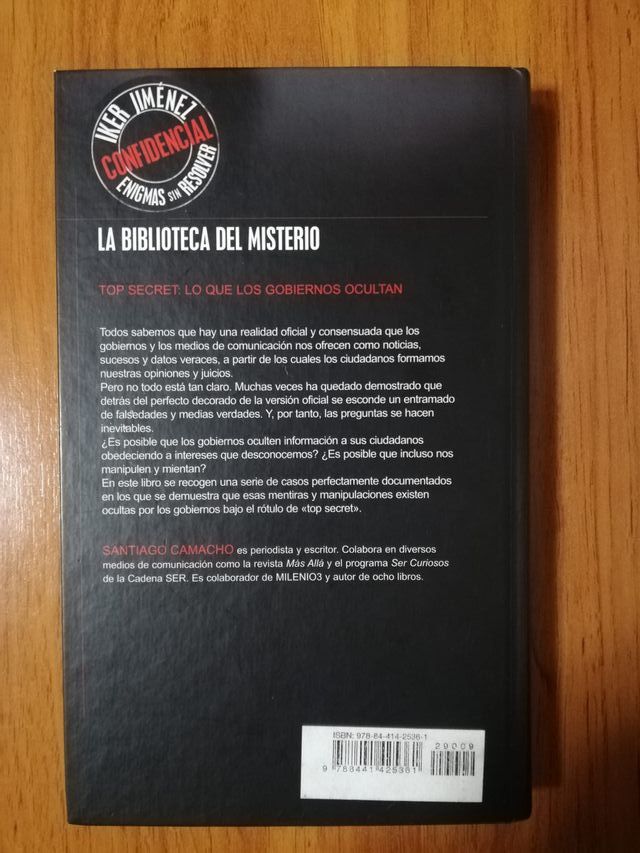 IKER JIMÉNEZ
CONFIDENCIAL
ENIGMAS SIN RESOLVER
LA BIBLIOTECA DEL MISTERIO
TOP SECRET: LO QUE LOS GOBIERNOS OCULTAN
Todos sabemos que hay una realidad oficial y consensuada que los
gobiernos y los medios de comunicación nos ofrecen como noticias,
sucesos y datos veraces, a partir de los cuales los ciudadanos formamos
nuestras opiniones y juicios.
Pero no todo está tan claro. Muchas veces ha quedado demostrado que
detrás del perfecto decorado de la versión oficial se esconde un entramado
de falsedades y medias verdades. Y, por tanto, las preguntas se hacen
inevitables.
¿Es posible que los gobiernos oculten información a sus ciudadanos
obedeciendo a intereses que desconocemos? ¿Es posible que incluso nos
manipulen y mientan?
En este libro se recogen una serie de casos perfectamente documentados
en los que se demuestra que esas mentiras y manipulaciones existen
ocultas por los gobiernos bajo el rótulo de «top secret».
SANTIAGO CAMACHO es periodista y escritor. Colabora en diversos
medios de comunicación como la revista Más Allá y el programa Ser Curiosos
de la Cadena SER. Es colaborador de MILENIO3 y autor de ocho libros.
ISBN: 978-84-414-2536-1
29009
9 788441 425361